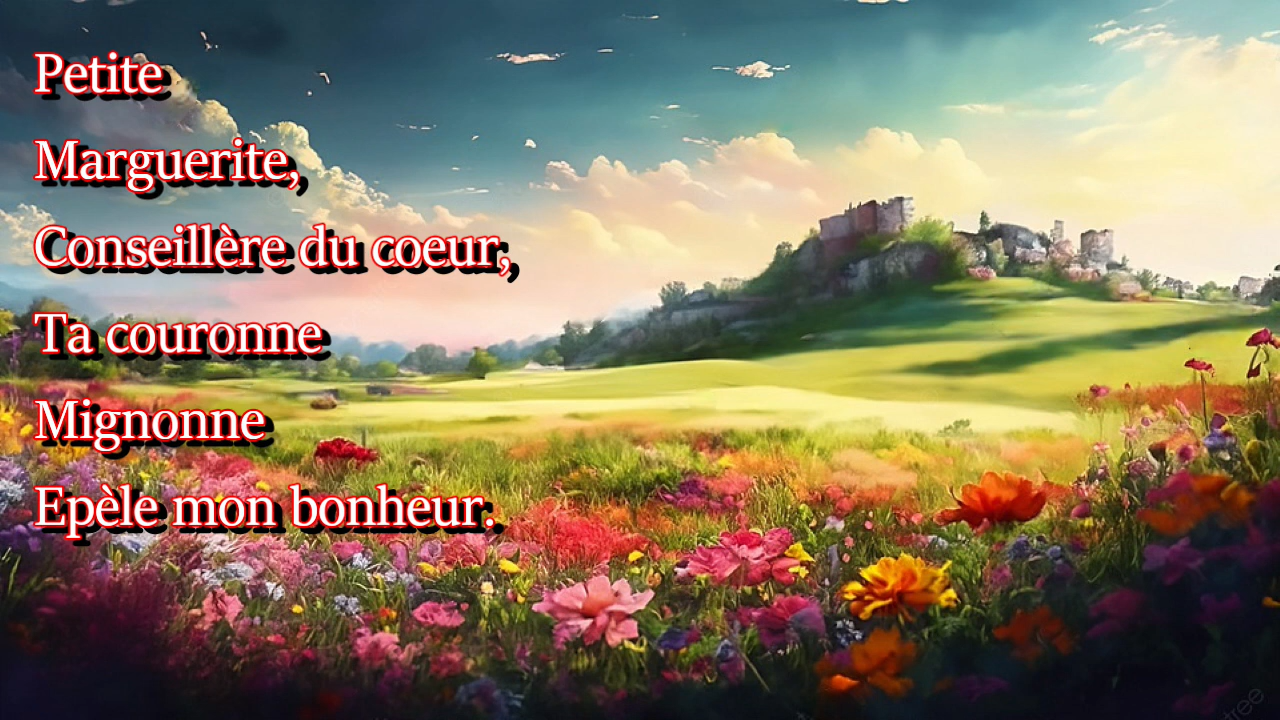 Petite
Marguerite,
Conseillère du coeur,
Ta couronne
Mignonne
Epèle mon bonheur.